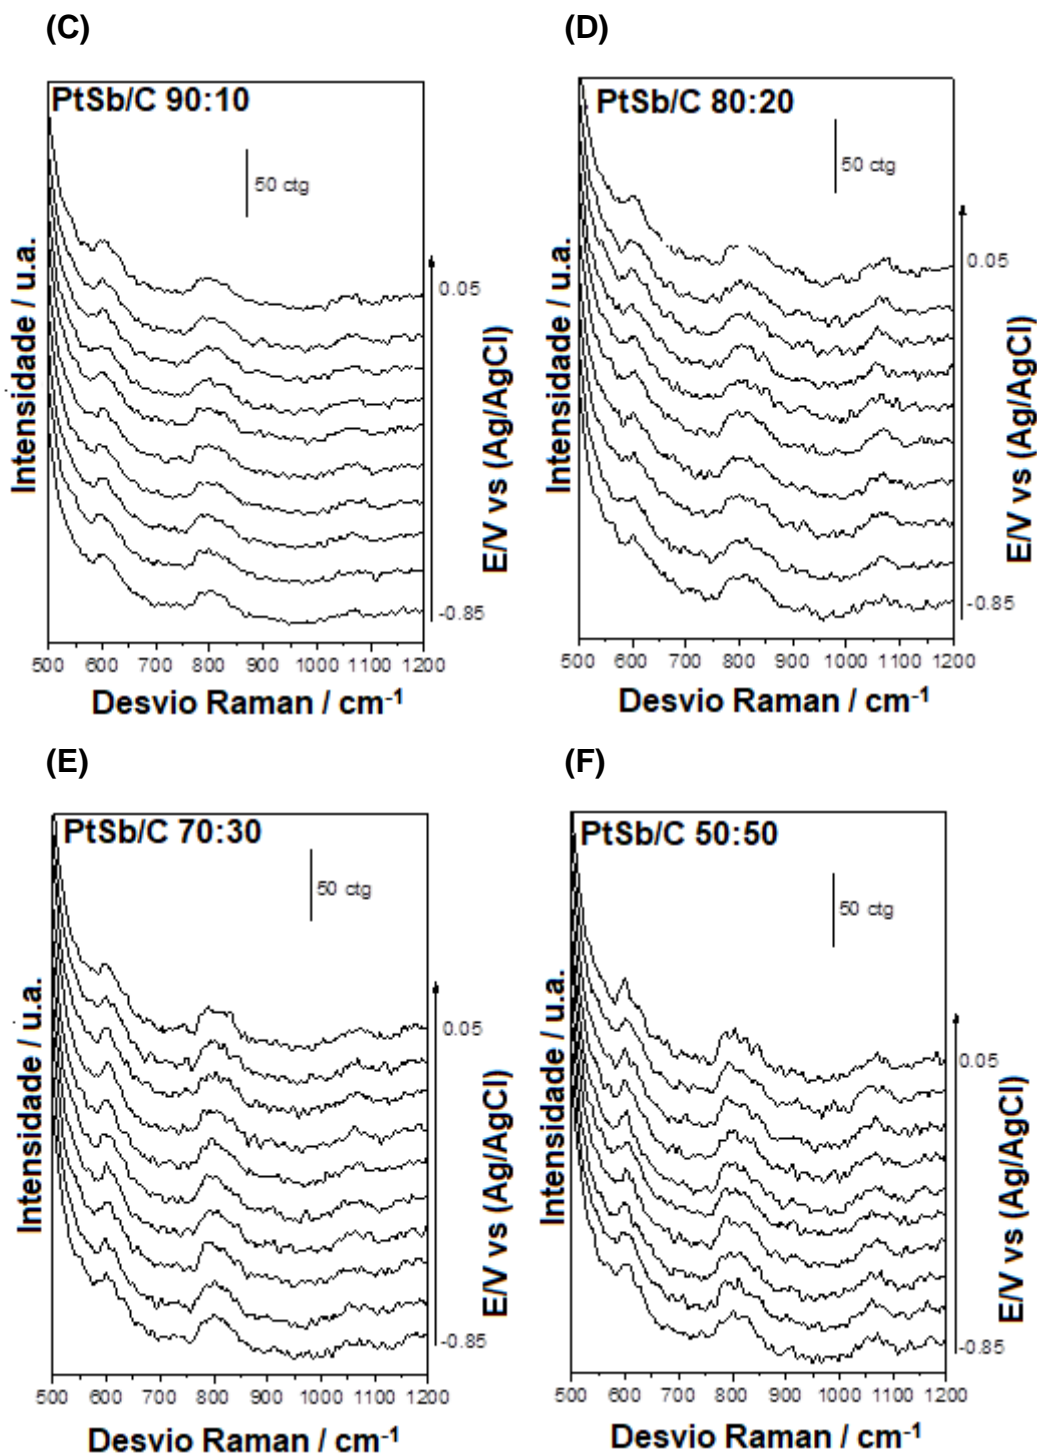 (C)
(D)
PtSb/C 90:10
PtSb/C 80:20
50 ctg
50 ctg
Intensidade / u.a.
0.05
-0.85
E/V vs (Ag/AgCl)
Intensidade / u.a.
0.05
-0.85
E/V vs (Ag/AgCl)
500 600 700 800 900 1000 1100 1200
500 600 700 800 900 1000 1100 1200
Desvio Raman / cm⁻¹
Desvio Raman / cm⁻¹
(E)
(F)
PtSb/C 70:30
PtSb/C 50:50
50 ctg
50 ctg
Intensidade / u.a.
0.05
-0.85
E/V vs (Ag/AgCl)
Intensidade / u.a.
0.05
-0.85
E/V vs (Ag/AgCl)
500 600 700 800 900 1000 1100 1200
500 600 700 800 900 1000 1100 1200
Desvio Raman / cm⁻¹
Desvio Raman / cm⁻¹